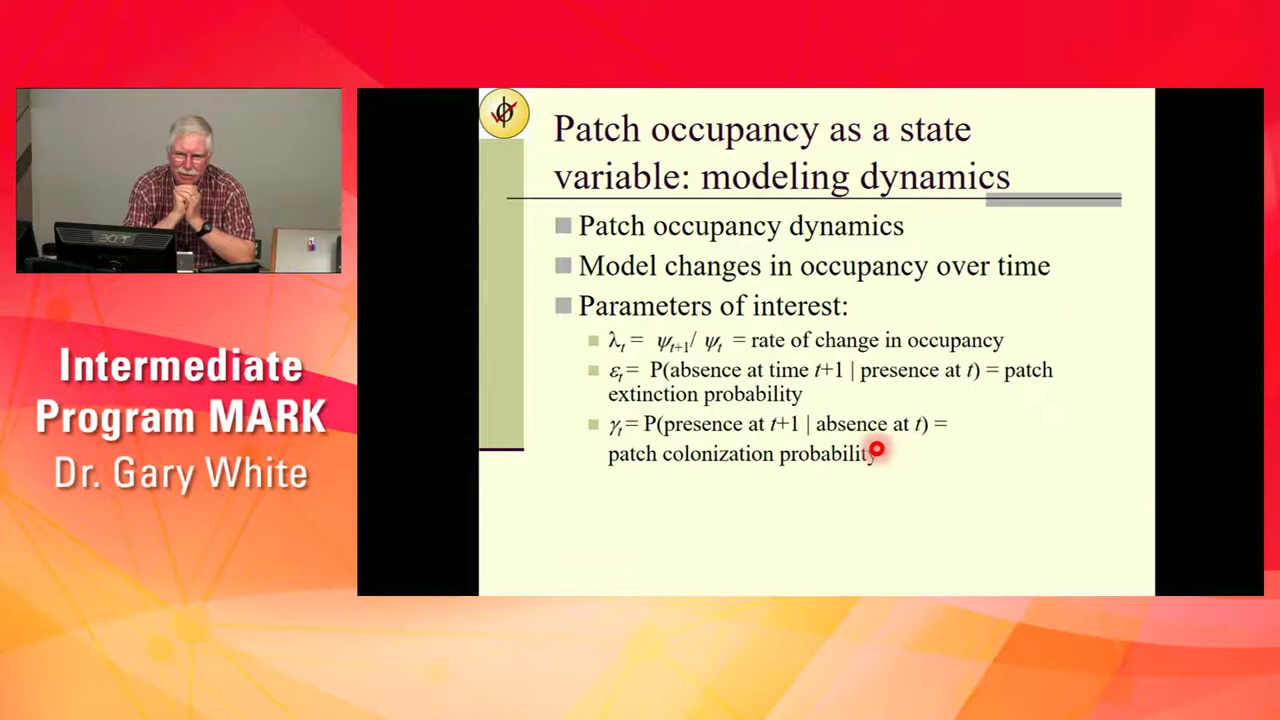 acer
Intermediate
Program MARK
Dr. Gary White
Patch occupancy as a state
variable: modeling dynamics
Patch occupancy dynamics
Model changes in occupancy over time
Parameters of interest:
λt = ψt+1/ ψt = rate of change in occupancy
εt = P(absence at time t+1 | presence at t) = patch
extinction probability
γt = P(presence at t+1 | absence at t) =
patch colonization probability